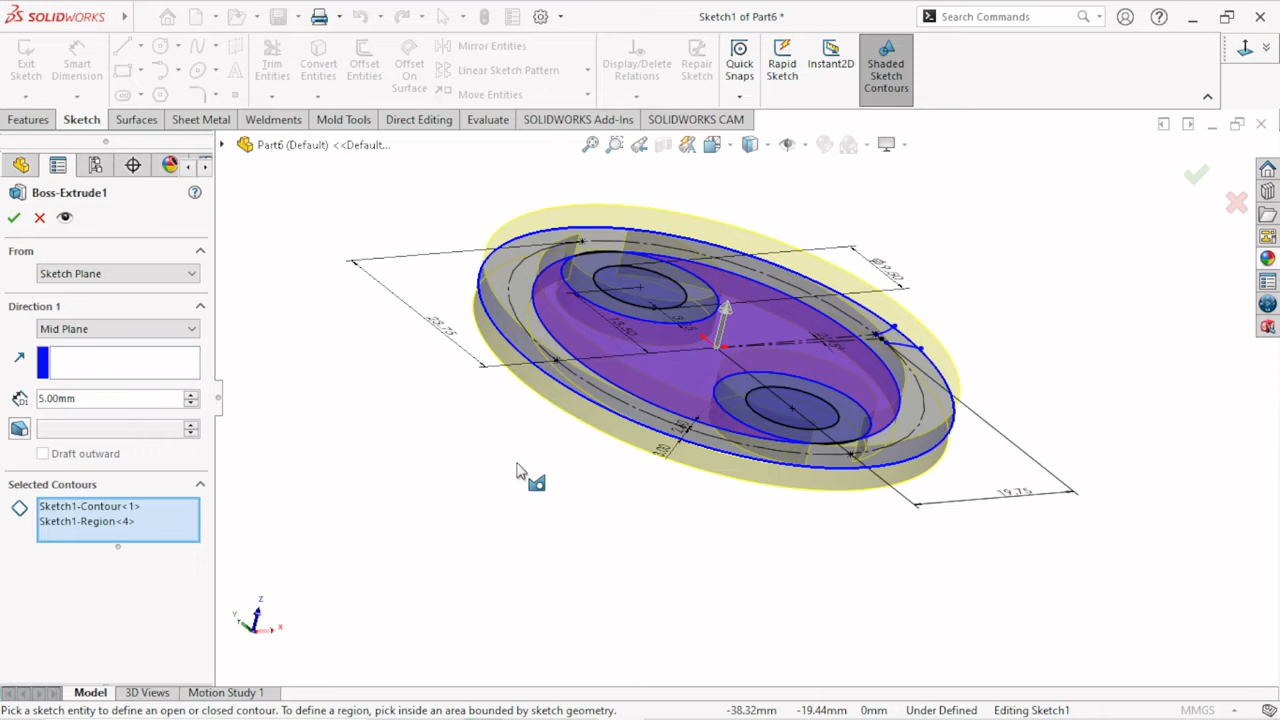 SOLIDWORKS
Sketch1 of Part6 *
Search Commands
Exit Sketch
Smart Dimension
Trim Entities
Convert Entities
Offset Entities
Offset On Surface
Mirror Entities
Linear Sketch Pattern
Move Entities
Display/Delete Relations
Repair Sketch
Quick Snaps
Rapid Sketch
Instant2D
Shaded Sketch Contours
Features
Sketch
Surfaces
Sheet Metal
Weldments
Mold Tools
Direct Editing
Evaluate
SOLIDWORKS Add-Ins
SOLIDWORKS CAM
Part6 (Default) <<Default...
Boss-Extrude1
From
Sketch Plane
Direction 1
Mid Plane
5.00mm
Draft outward
Selected Contours
Sketch1-Contour<1>
Sketch1-Region<4>
23.75
19.75
Z
Y
X
Model
3D Views
Motion Study 1
Pick a sketch entity to define an open or closed contour. To define a region, pick inside an area bounded by sketch geometry.
-38.32mm
-19.44mm
0mm
Under Defined
Editing Sketch1
MMGS